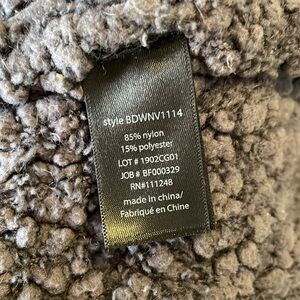 style BDWNV1114
85% nylon
15% polyester
LOT # 1902CG01
JOB # BF000329
RN#111248
made in china/
Fabriqué en Chine